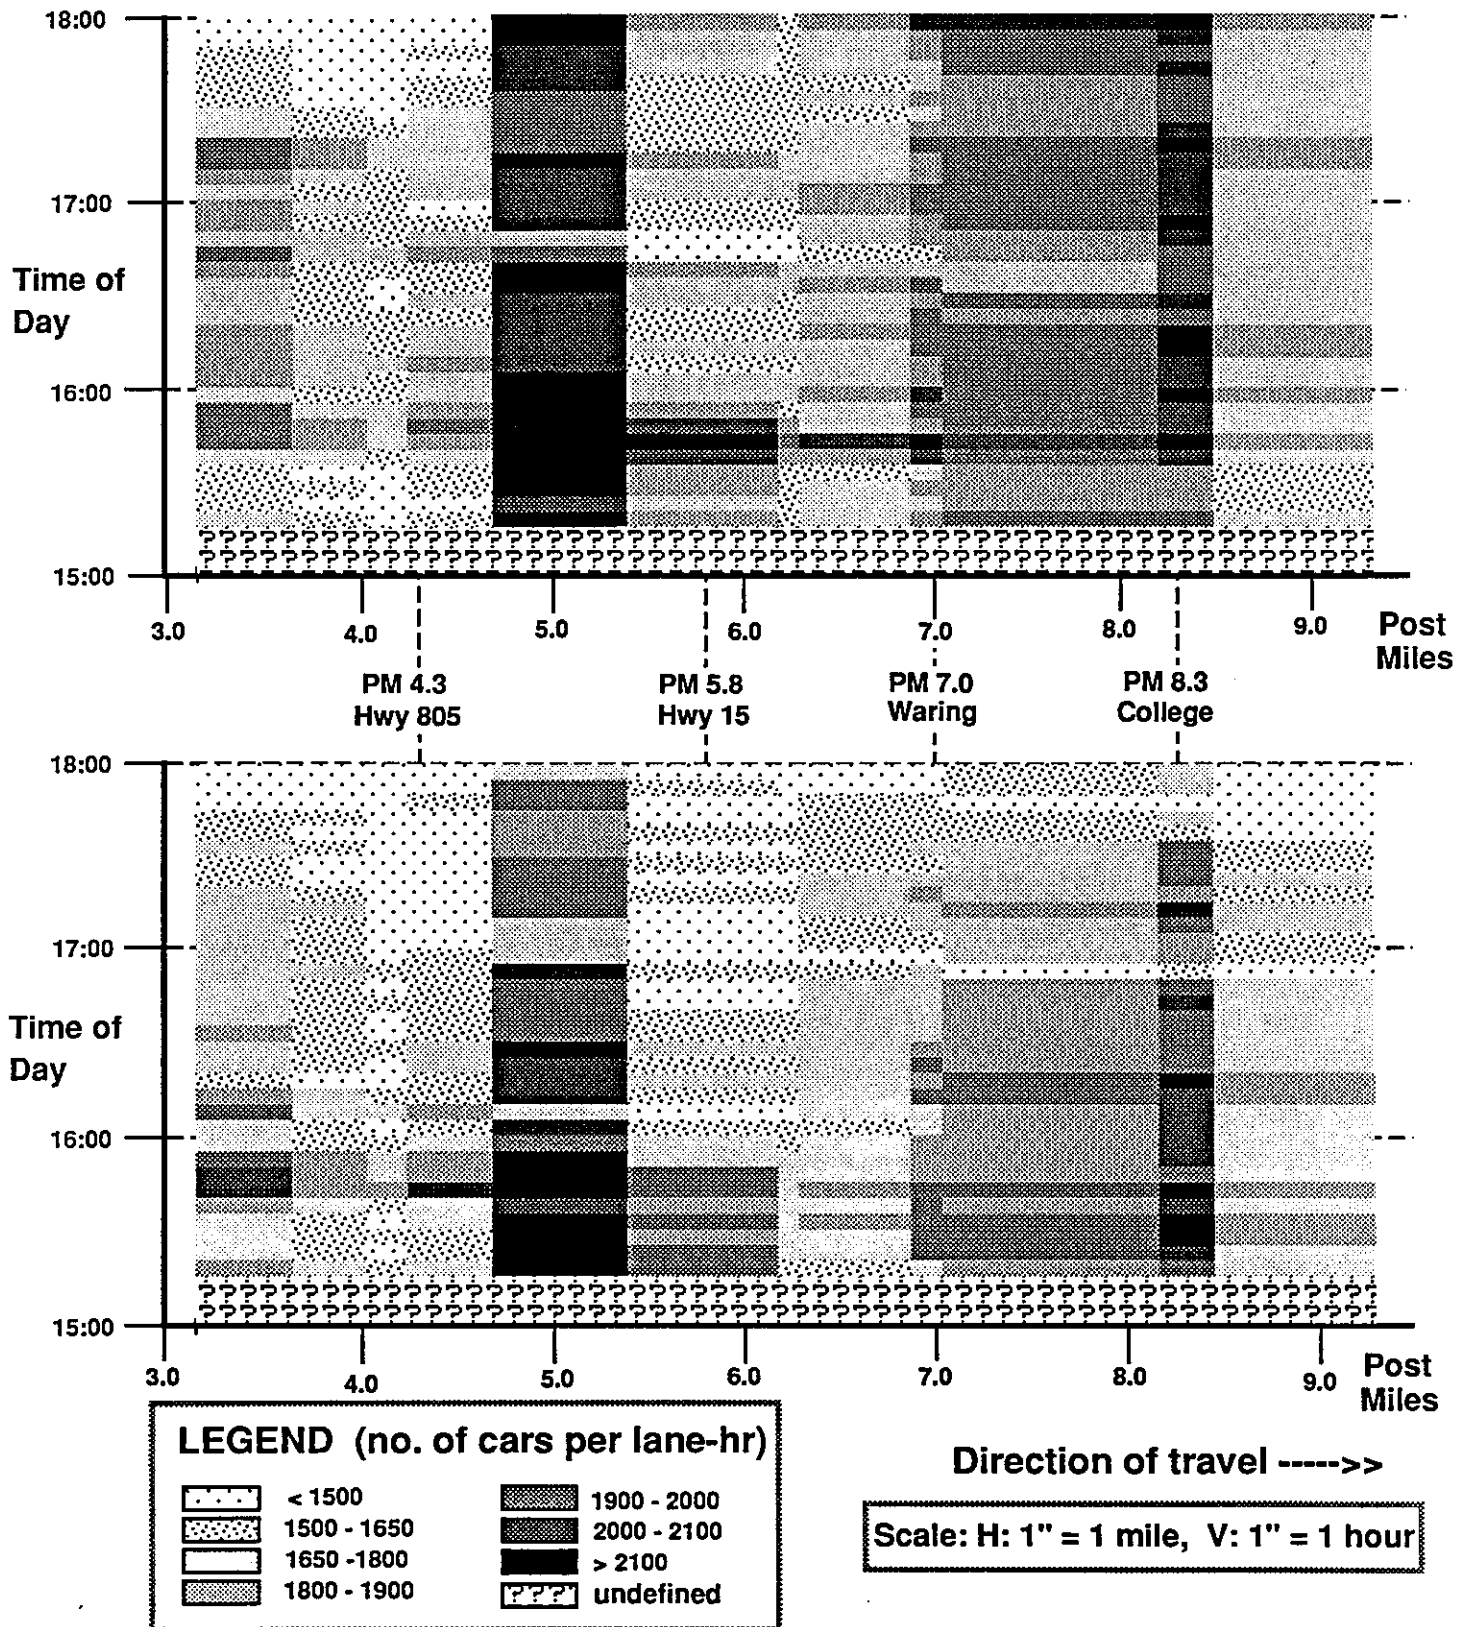 18:00
17:00
Time of
Day
16:00
15:00
3.0 4.0 5.0 6.0 7.0 8.0 9.0 Post
Miles
PM 4.3 PM 5.8 PM 7.0 PM 8.3
Hwy 805 Hwy 15 Waring College
18:00
17:00
Time of
Day
16:00
15:00
3.0 4.0 5.0 6.0 7.0 8.0 9.0 Post
Miles
LEGEND (no. of cars per lane-hr)
< 1500 1900 - 2000
1500 - 1650 2000 - 2100
1650 -1800 > 2100
1800 - 1900 ??? undefined
Direction of travel ----->>
Scale: H: 1" = 1 mile, V: 1" = 1 hour